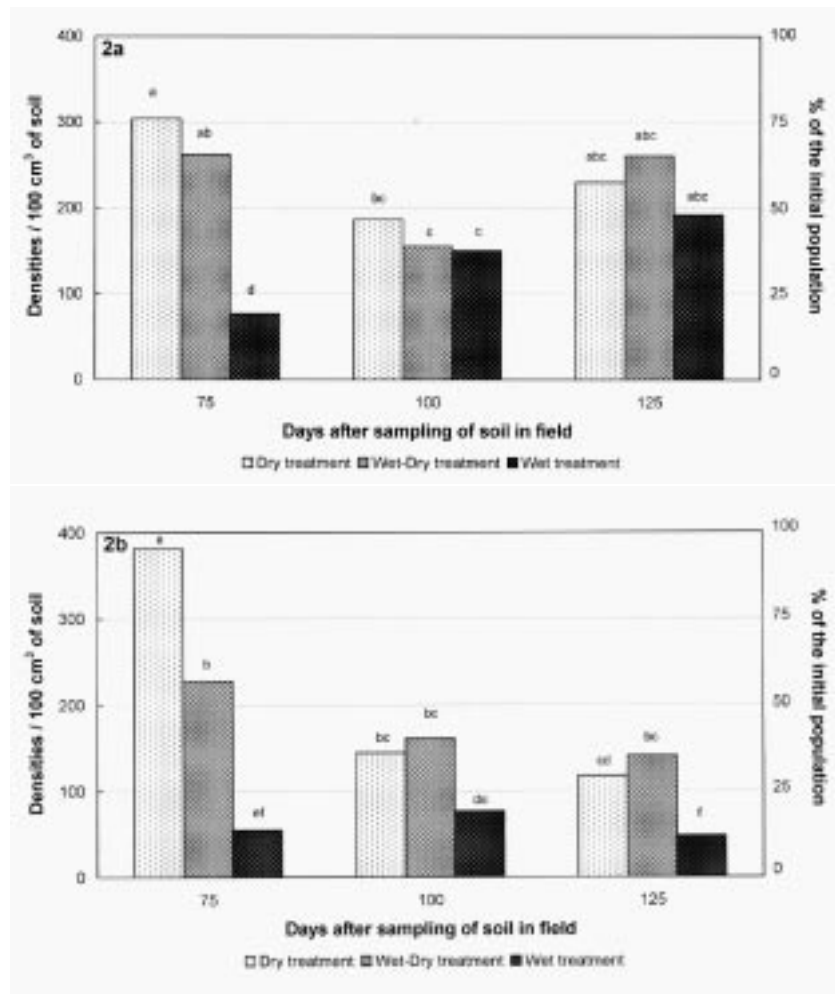 2a
400
300
200
100
0
100
75
50
25
0
Densities / 100 cm³ of soil
% of the initial population
a
ab
d
bc
c
c
abc
abc
abc
75 100 125
Days after sampling of soil in field
Dry treatment Wet-Dry treatment Wet treatment
2b
400
300
200
100
0
100
75
50
25
0
Densities / 100 cm³ of soil
% of the initial population
a
b
ef
bc
bc
de
cd
bc
f
75 100 125
Days after sampling of soil in field
Dry treatment Wet-Dry treatment Wet treatment